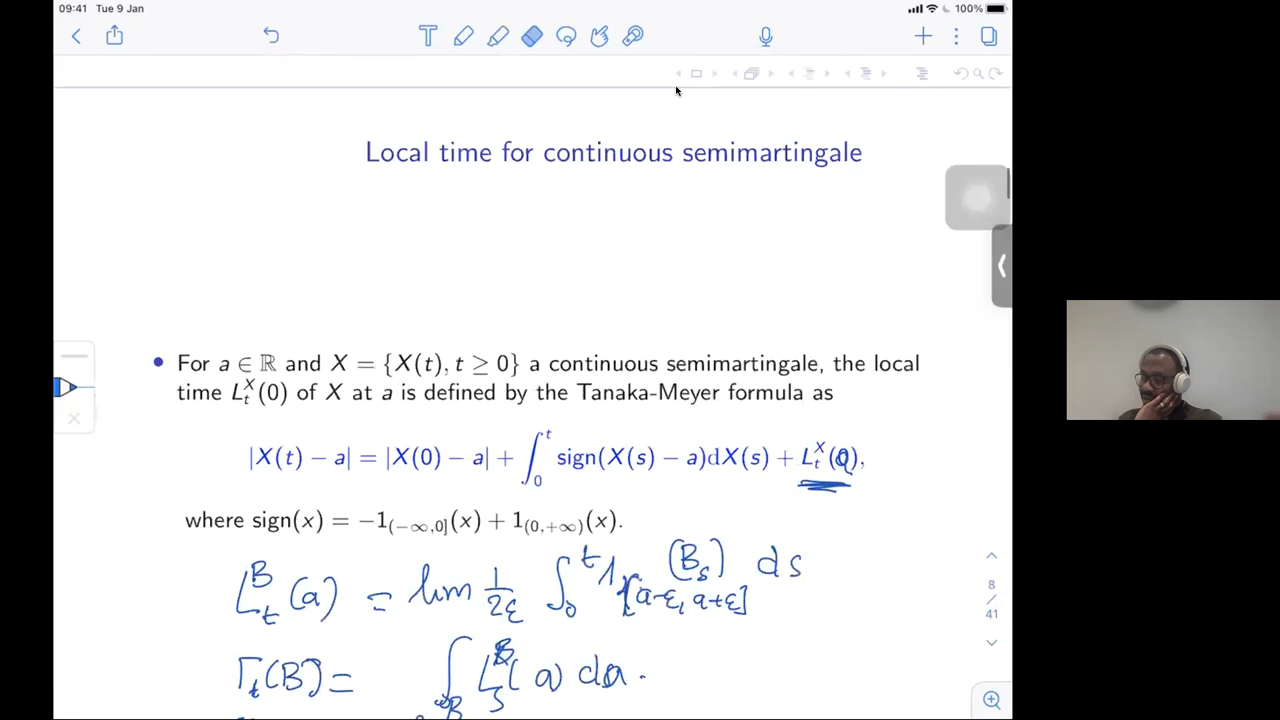 09:41 Tue 9 Jan
100%
Local time for continuous semimartingale
• For a ∈ ℝ and X = {X(t), t ≥ 0} a continuous semimartingale, the local
time L_t^X(0) of X at a is defined by the Tanaka-Meyer formula as
|X(t) − a| = |X(0) − a| + ∫_0^t sign(X(s) − a)dX(s) + L_t^X(a),
where sign(x) = −1_{(−∞,0]}(x) + 1_{(0,+∞)}(x).
L_t^B(a) = lim 1/2ε ∫_0^t 1_{[a−ε, a+ε]}(B_s) ds
Γ_t(B) = ∫_B L_s^B(a) da.
8
/
41